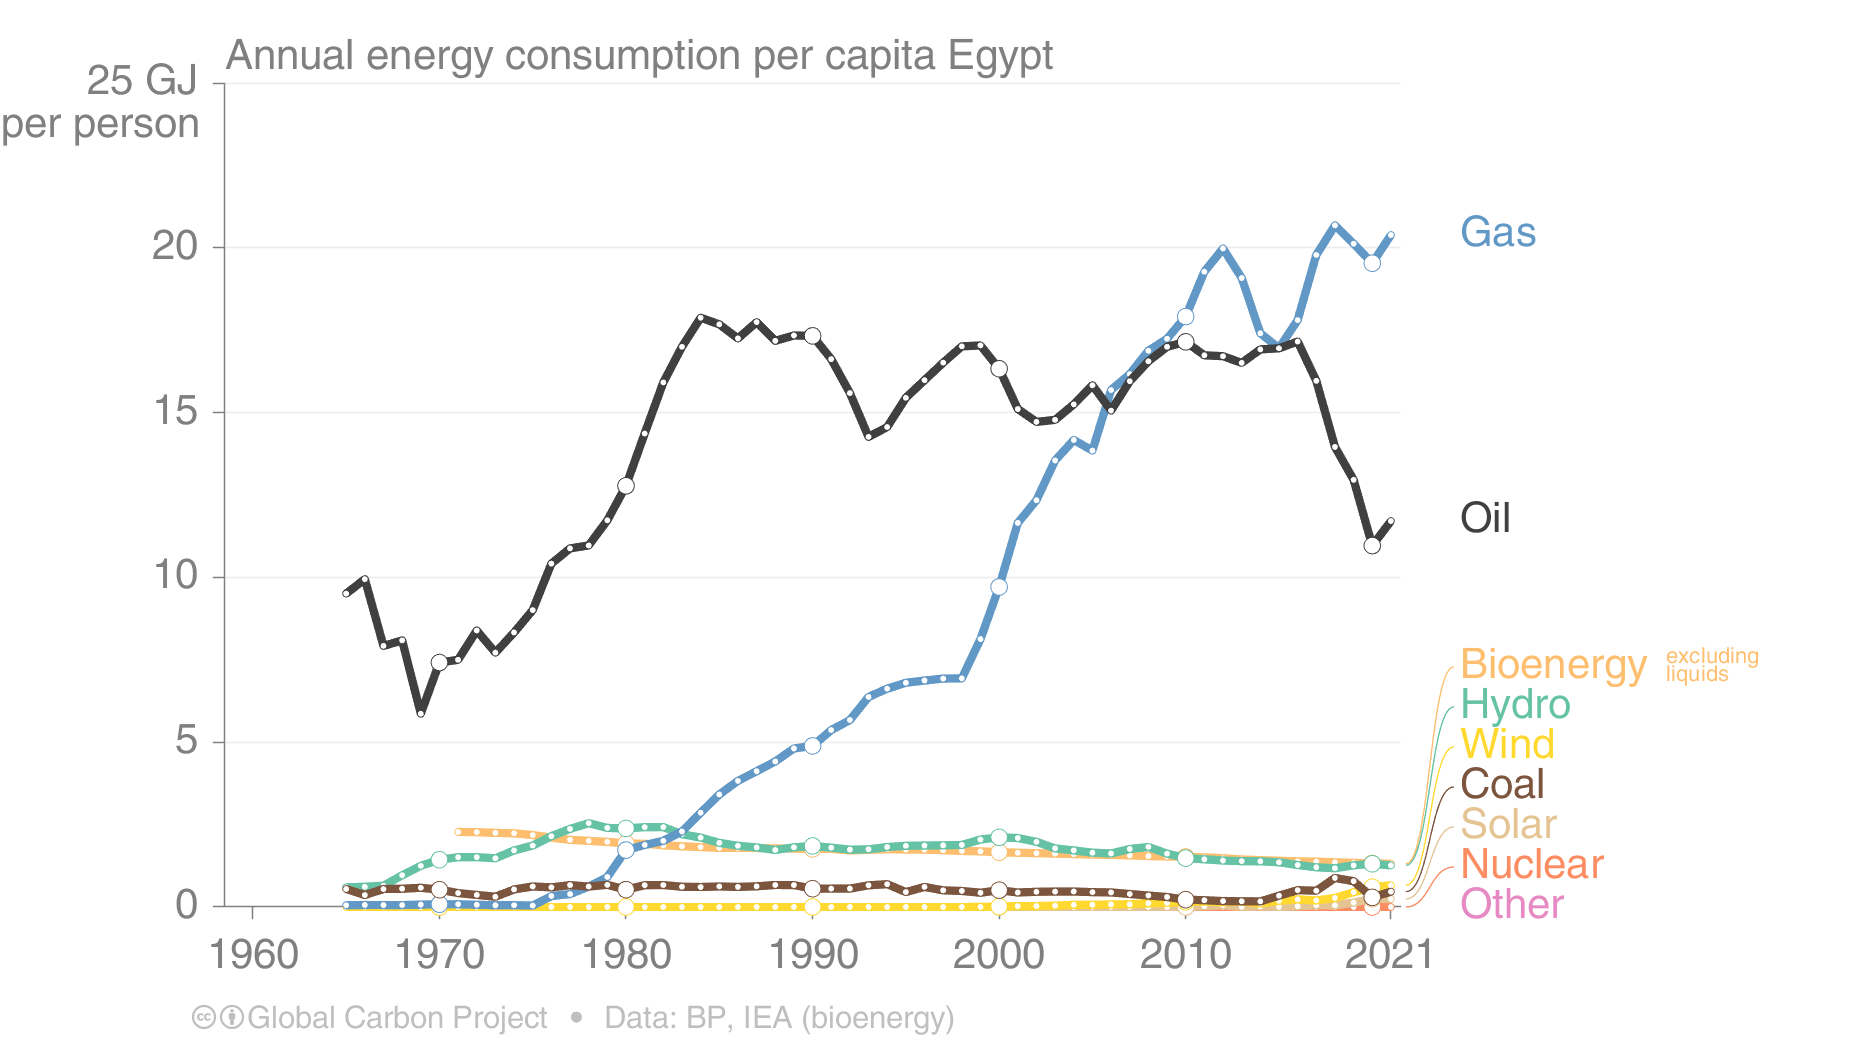 Annual energy consumption per capita Egypt
25 GJ
per person
20
15
10
5
0
1960 1970 1980 1990 2000 2010 2021
Gas
Oil
Bioenergy excluding liquids
Hydro
Wind
Coal
Solar
Nuclear
Other
cc Global Carbon Project • Data: BP, IEA (bioenergy)